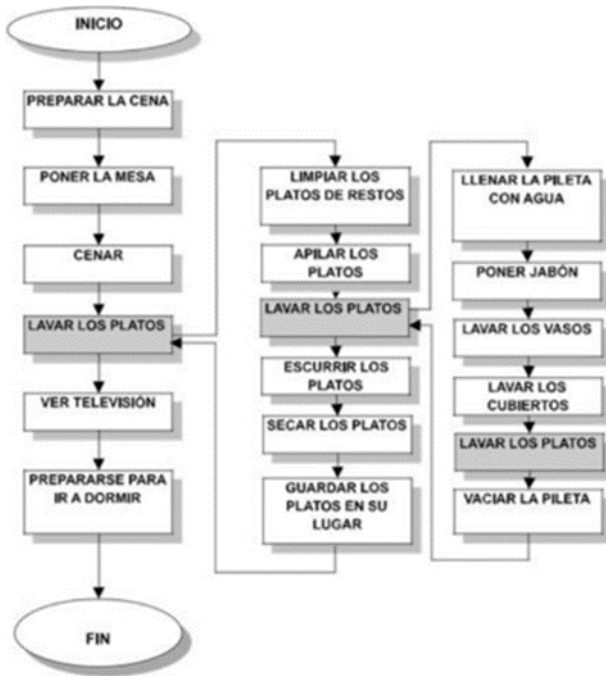 INICIO
PREPARAR LA CENA
PONER LA MESA
CENAR
LAVAR LOS PLATOS
VER TELEVISIÓN
PREPARARSE PARA
IR A DORMIR
FIN
LIMPIAR LOS
PLATOS DE RESTOS
APILAR LOS
PLATOS
LAVAR LOS PLATOS
ESCURRIR LOS
PLATOS
SECAR LOS PLATOS
GUARDAR LOS
PLATOS EN SU
LUGAR
LLENAR LA PILETA
CON AGUA
PONER JABÓN
LAVAR LOS VASOS
LAVAR LOS
CUBIERTOS
LAVAR LOS PLATOS
VACIAR LA PILETA